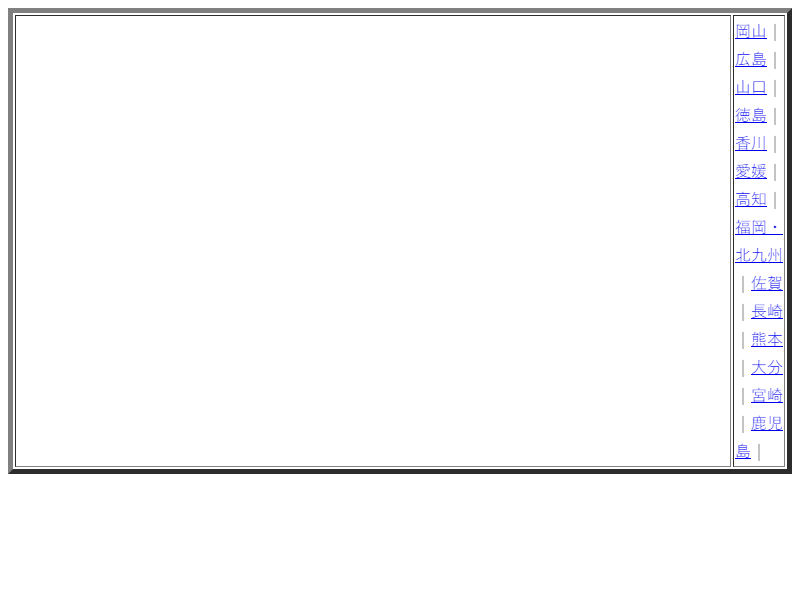 岡山｜
広島｜
山口｜
徳島｜
香川｜
愛媛｜
高知｜
福岡・
北九州
｜佐賀
｜長崎
｜熊本
｜大分
｜宮崎
｜鹿児
島｜